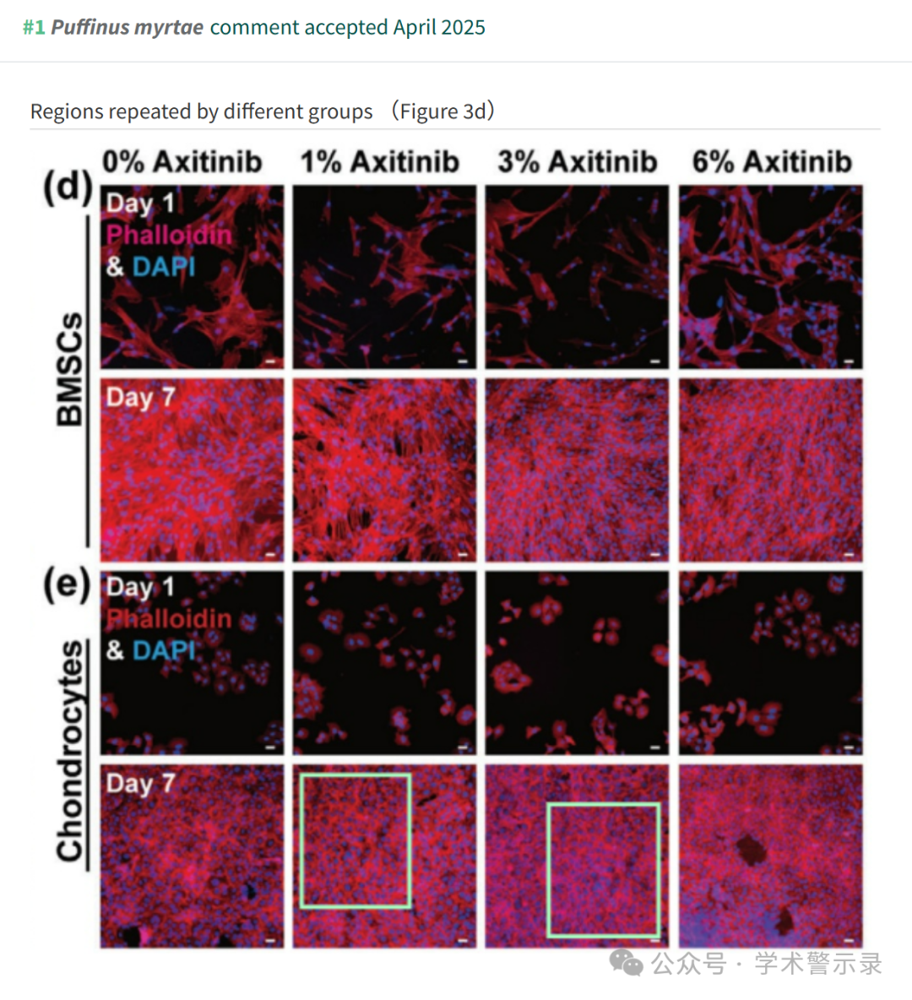 #1 Puffinus myrtae comment accepted April 2025
Regions repeated by different groups （Figure 3d）
0% Axitinib 1% Axitinib 3% Axitinib 6% Axitinib
(d)
Day 1
Phalloidin
& DAPI
BMSCs
Day 7
(e)
Day 1
Phalloidin
& DAPI
Chondrocytes
Day 7
公众号 · 学术警示录